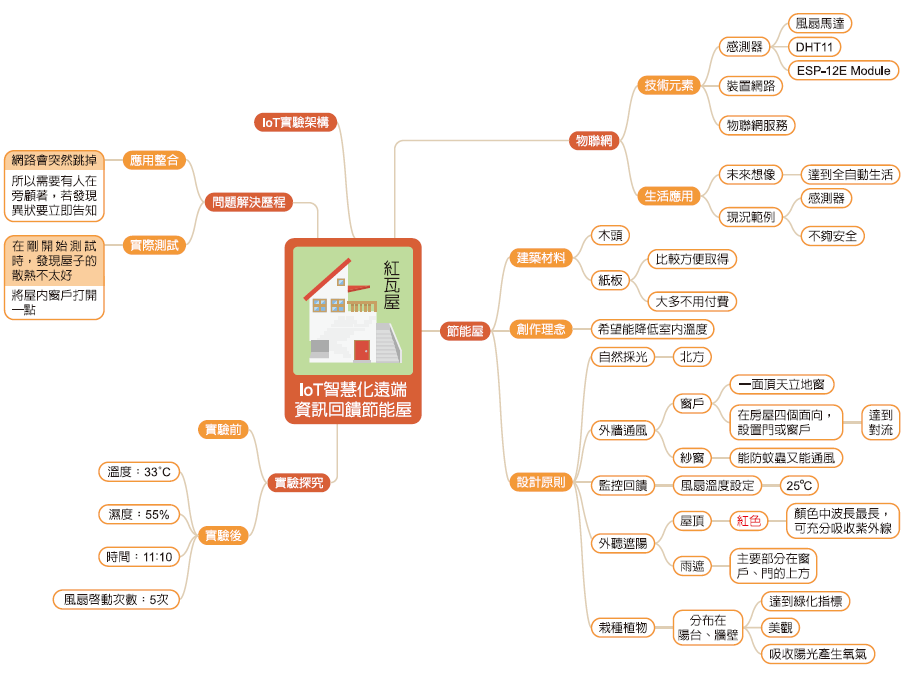 紅瓦屋
IoT智慧化遠端
資訊回饋節能屋
IoT實驗架構
問題解決歷程
應用整合
網路會突然跳掉
所以需要有人在
旁顧著，若發現
異狀要立即告知
實際測試
在剛開始測試
時，發現屋子的
散熱不太好
將屋內窗戶打開
一點
實驗探究
實驗前
實驗後
溫度：33°C
濕度：55%
時間：11:10
風扇啓動次數：5次
物聯網
技術元素
感測器
風扇馬達
DHT11
ESP-12E Module
裝置網路
物聯網服務
生活應用
未來想像
達到全自動生活
現況範例
感測器
不夠安全
節能屋
建築材料
木頭
紙板
比較方便取得
大多不用付費
創作理念
希望能降低室內溫度
設計原則
自然採光
北方
外牆通風
窗戶
一面頂天立地窗
在房屋四個面向，
設置門或窗戶
達到
對流
紗窗
能防蚊蟲又能通風
監控回饋
風扇溫度設定
25°C
外聽遮陽
屋頂
紅色
顏色中波長最長，
可充分吸收紫外線
雨遮
主要部分在窗
戶、門的上方
栽種植物
分布在
陽台、牆壁
達到綠化指標
美觀
吸收陽光產生氧氣